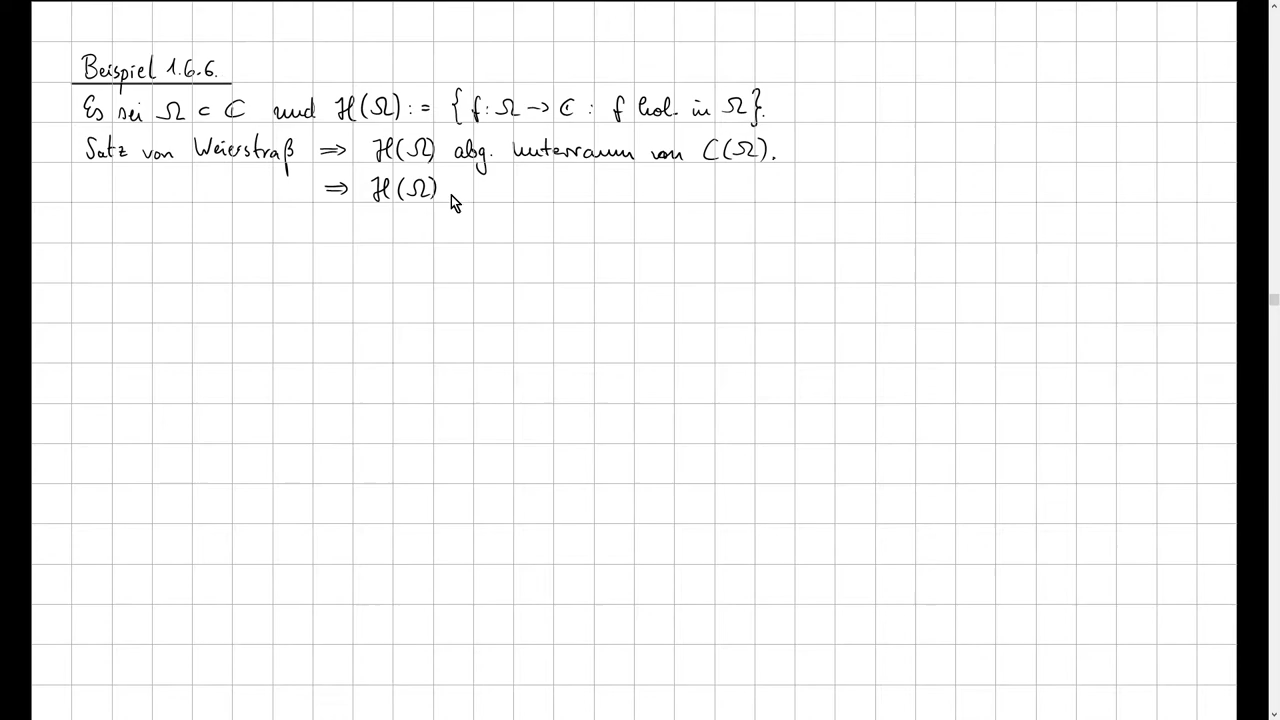 Beispiel 1.6.6.
Es sei Ω ⊂ ℂ und ℋ(Ω) := { f: Ω → ℂ : f hol. in Ω }.
Satz von Weierstraß ⇒ ℋ(Ω) abg. Unterraum von C(Ω).
⇒ ℋ(Ω)